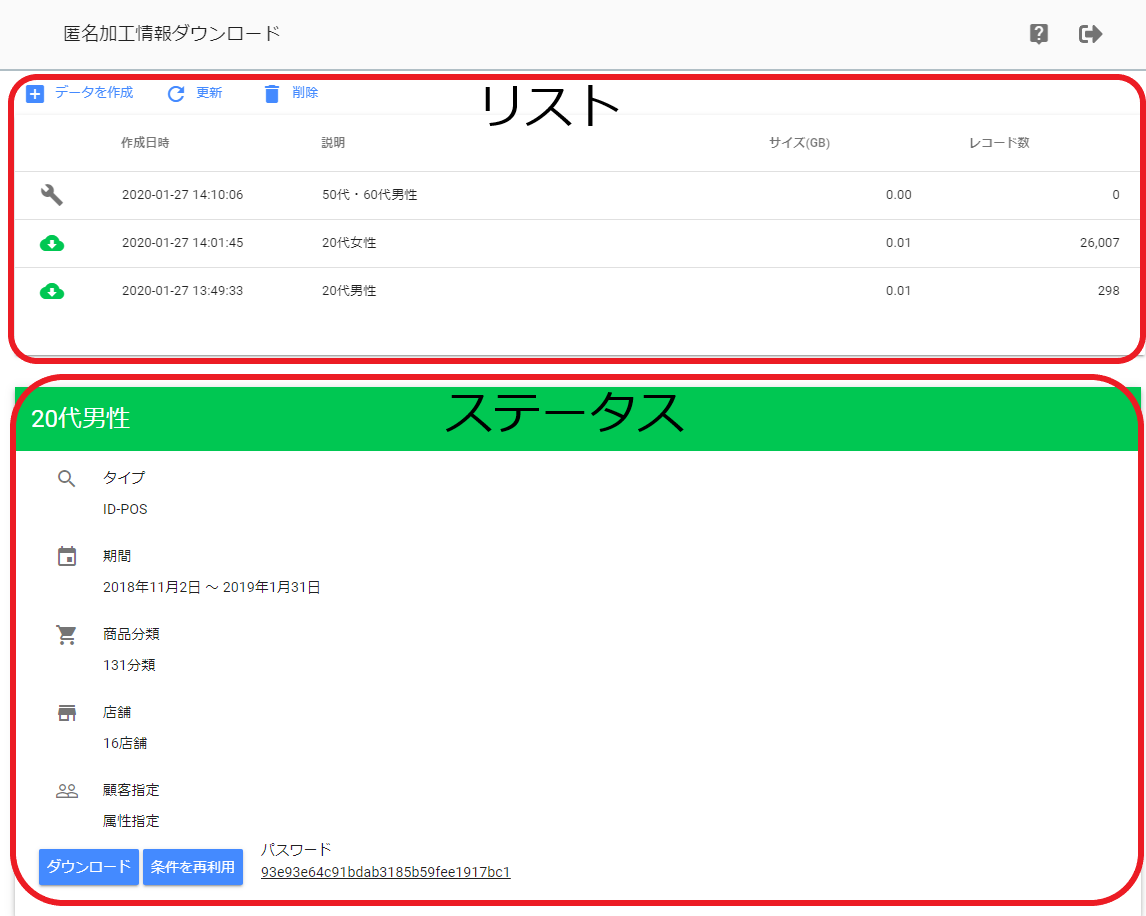 匿名加工情報ダウンロード
データを作成 更新 削除
リスト
作成日時 説明 サイズ(GB) レコード数
2020-01-27 14:10:06 50代・60代男性 0.00 0
2020-01-27 14:01:45 20代女性 0.01 26,007
2020-01-27 13:49:33 20代男性 0.01 298
20代男性
ステータス
タイプ
ID-POS
期間
2018年11月2日 ～ 2019年1月31日
商品分類
131分類
店舗
16店舗
顧客指定
属性指定
ダウンロード 条件を再利用
パスワード
93e93e64c91bdab3185b59fee1917bc1